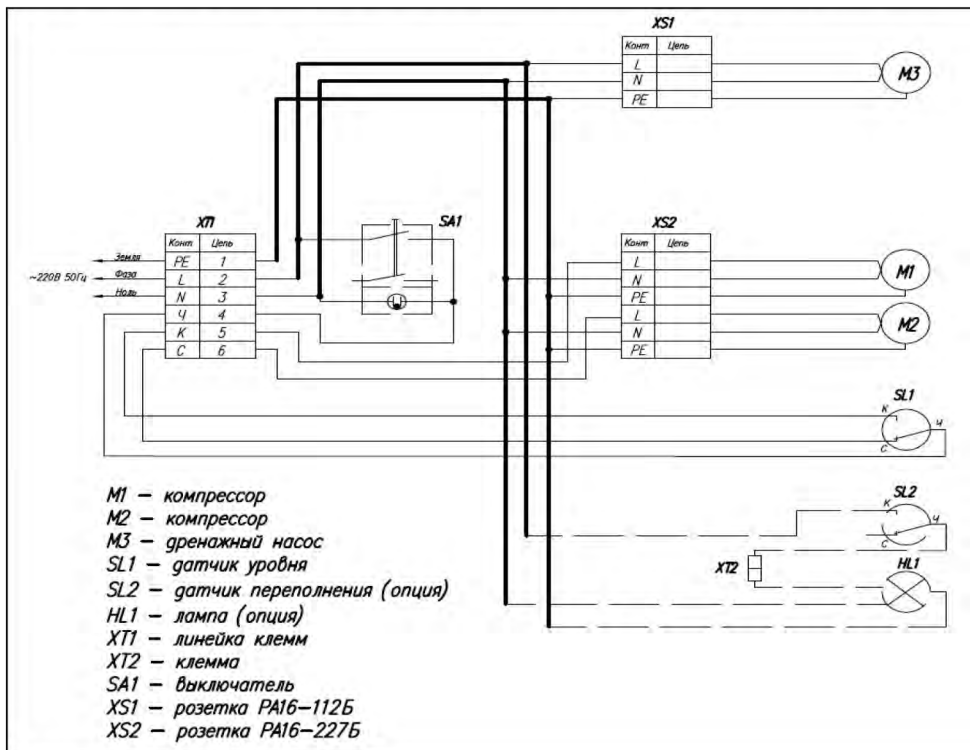 XS1
Конт Цепь
L
N
PE
M3
XT1
Конт Цепь
Земля PE 1
~220В 50Гц Фаза L 2
Ноль N 3
Ч 4
К 5
С 6
SA1
XS2
Конт Цепь
L
N
PE
L
N
PE
M1
M2
SL1
К
Ч
С
SL2
К
Ч
С
XT2
HL1
M1 – компрессор
M2 – компрессор
M3 – дренажный насос
SL1 – датчик уровня
SL2 – датчик переполнения (опция)
HL1 – лампа (опция)
XT1 – линейка клемм
XT2 – клемма
SA1 – выключатель
XS1 – розетка РА16–112Б
XS2 – розетка РА16–227Б